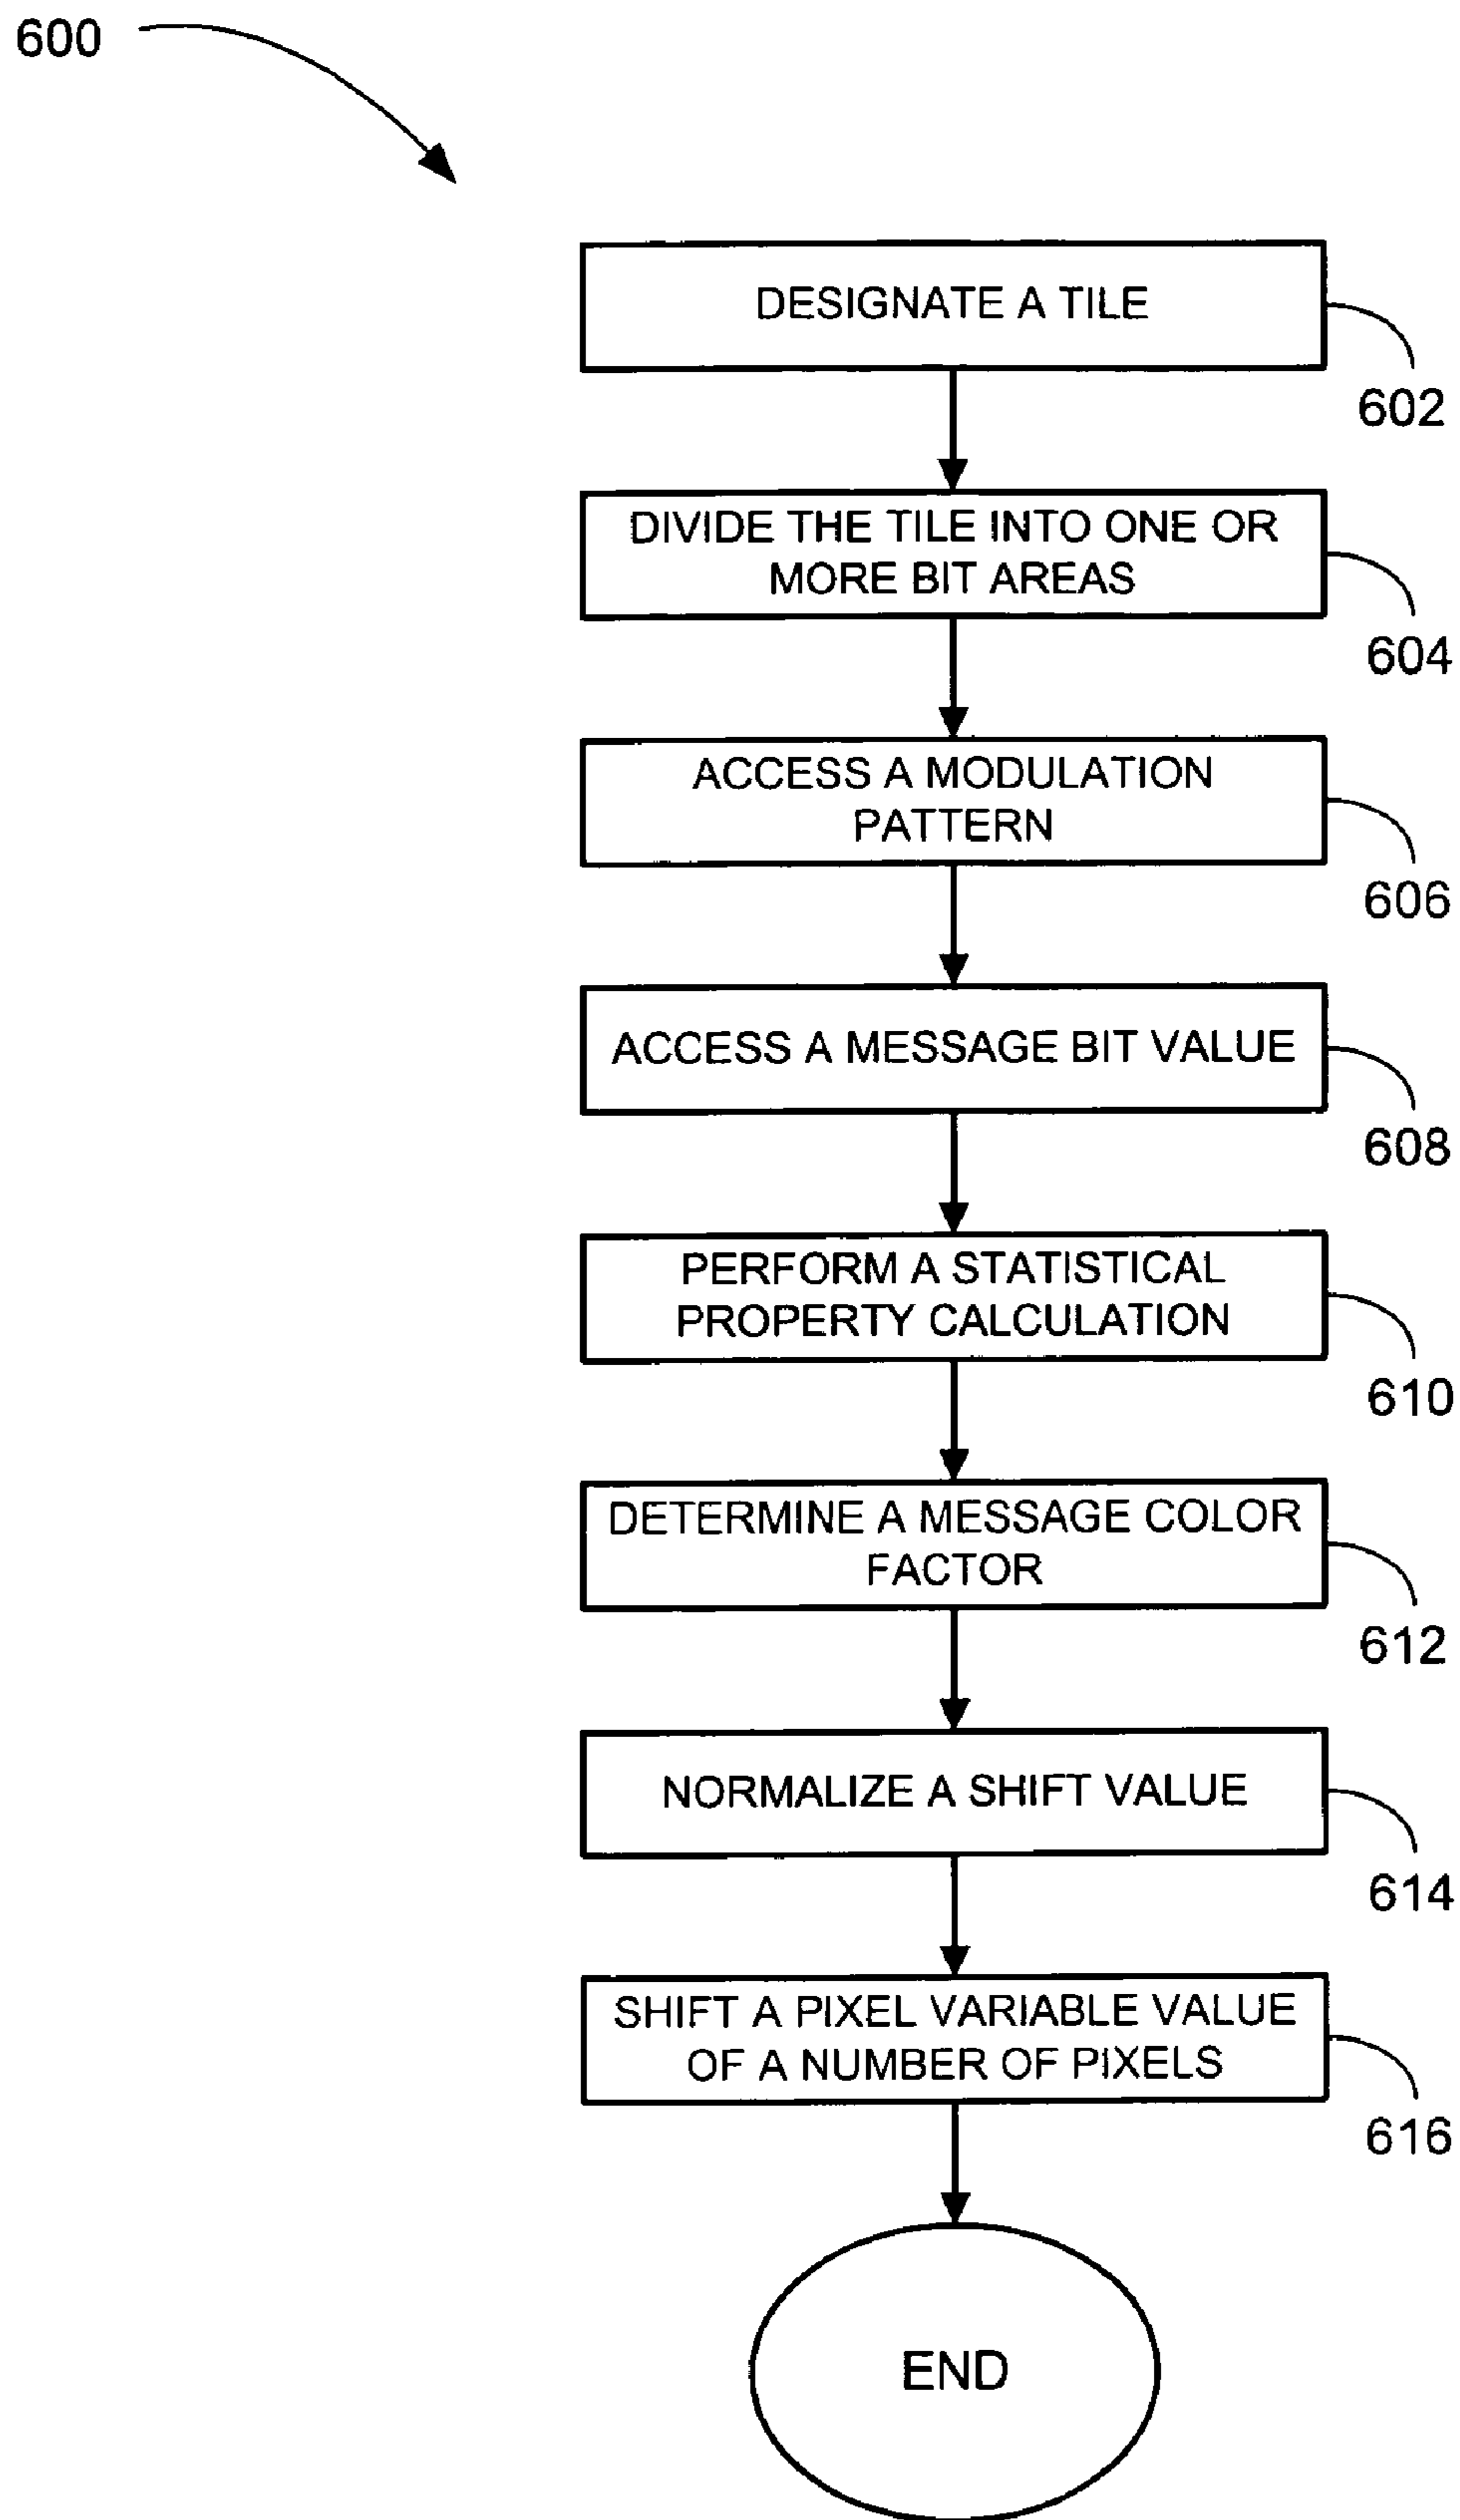 600
DESIGNATE A TILE
602
DIVIDE THE TILE INTO ONE OR
MORE BIT AREAS
604
ACCESS A MODULATION
PATTERN
606
ACCESS A MESSAGE BIT VALUE
608
PERFORM A STATISTICAL
PROPERTY CALCULATION
610
DETERMINE A MESSAGE COLOR
FACTOR
612
NORMALIZE A SHIFT VALUE
614
SHIFT A PIXEL VARIABLE VALUE
OF A NUMBER OF PIXELS
616
END